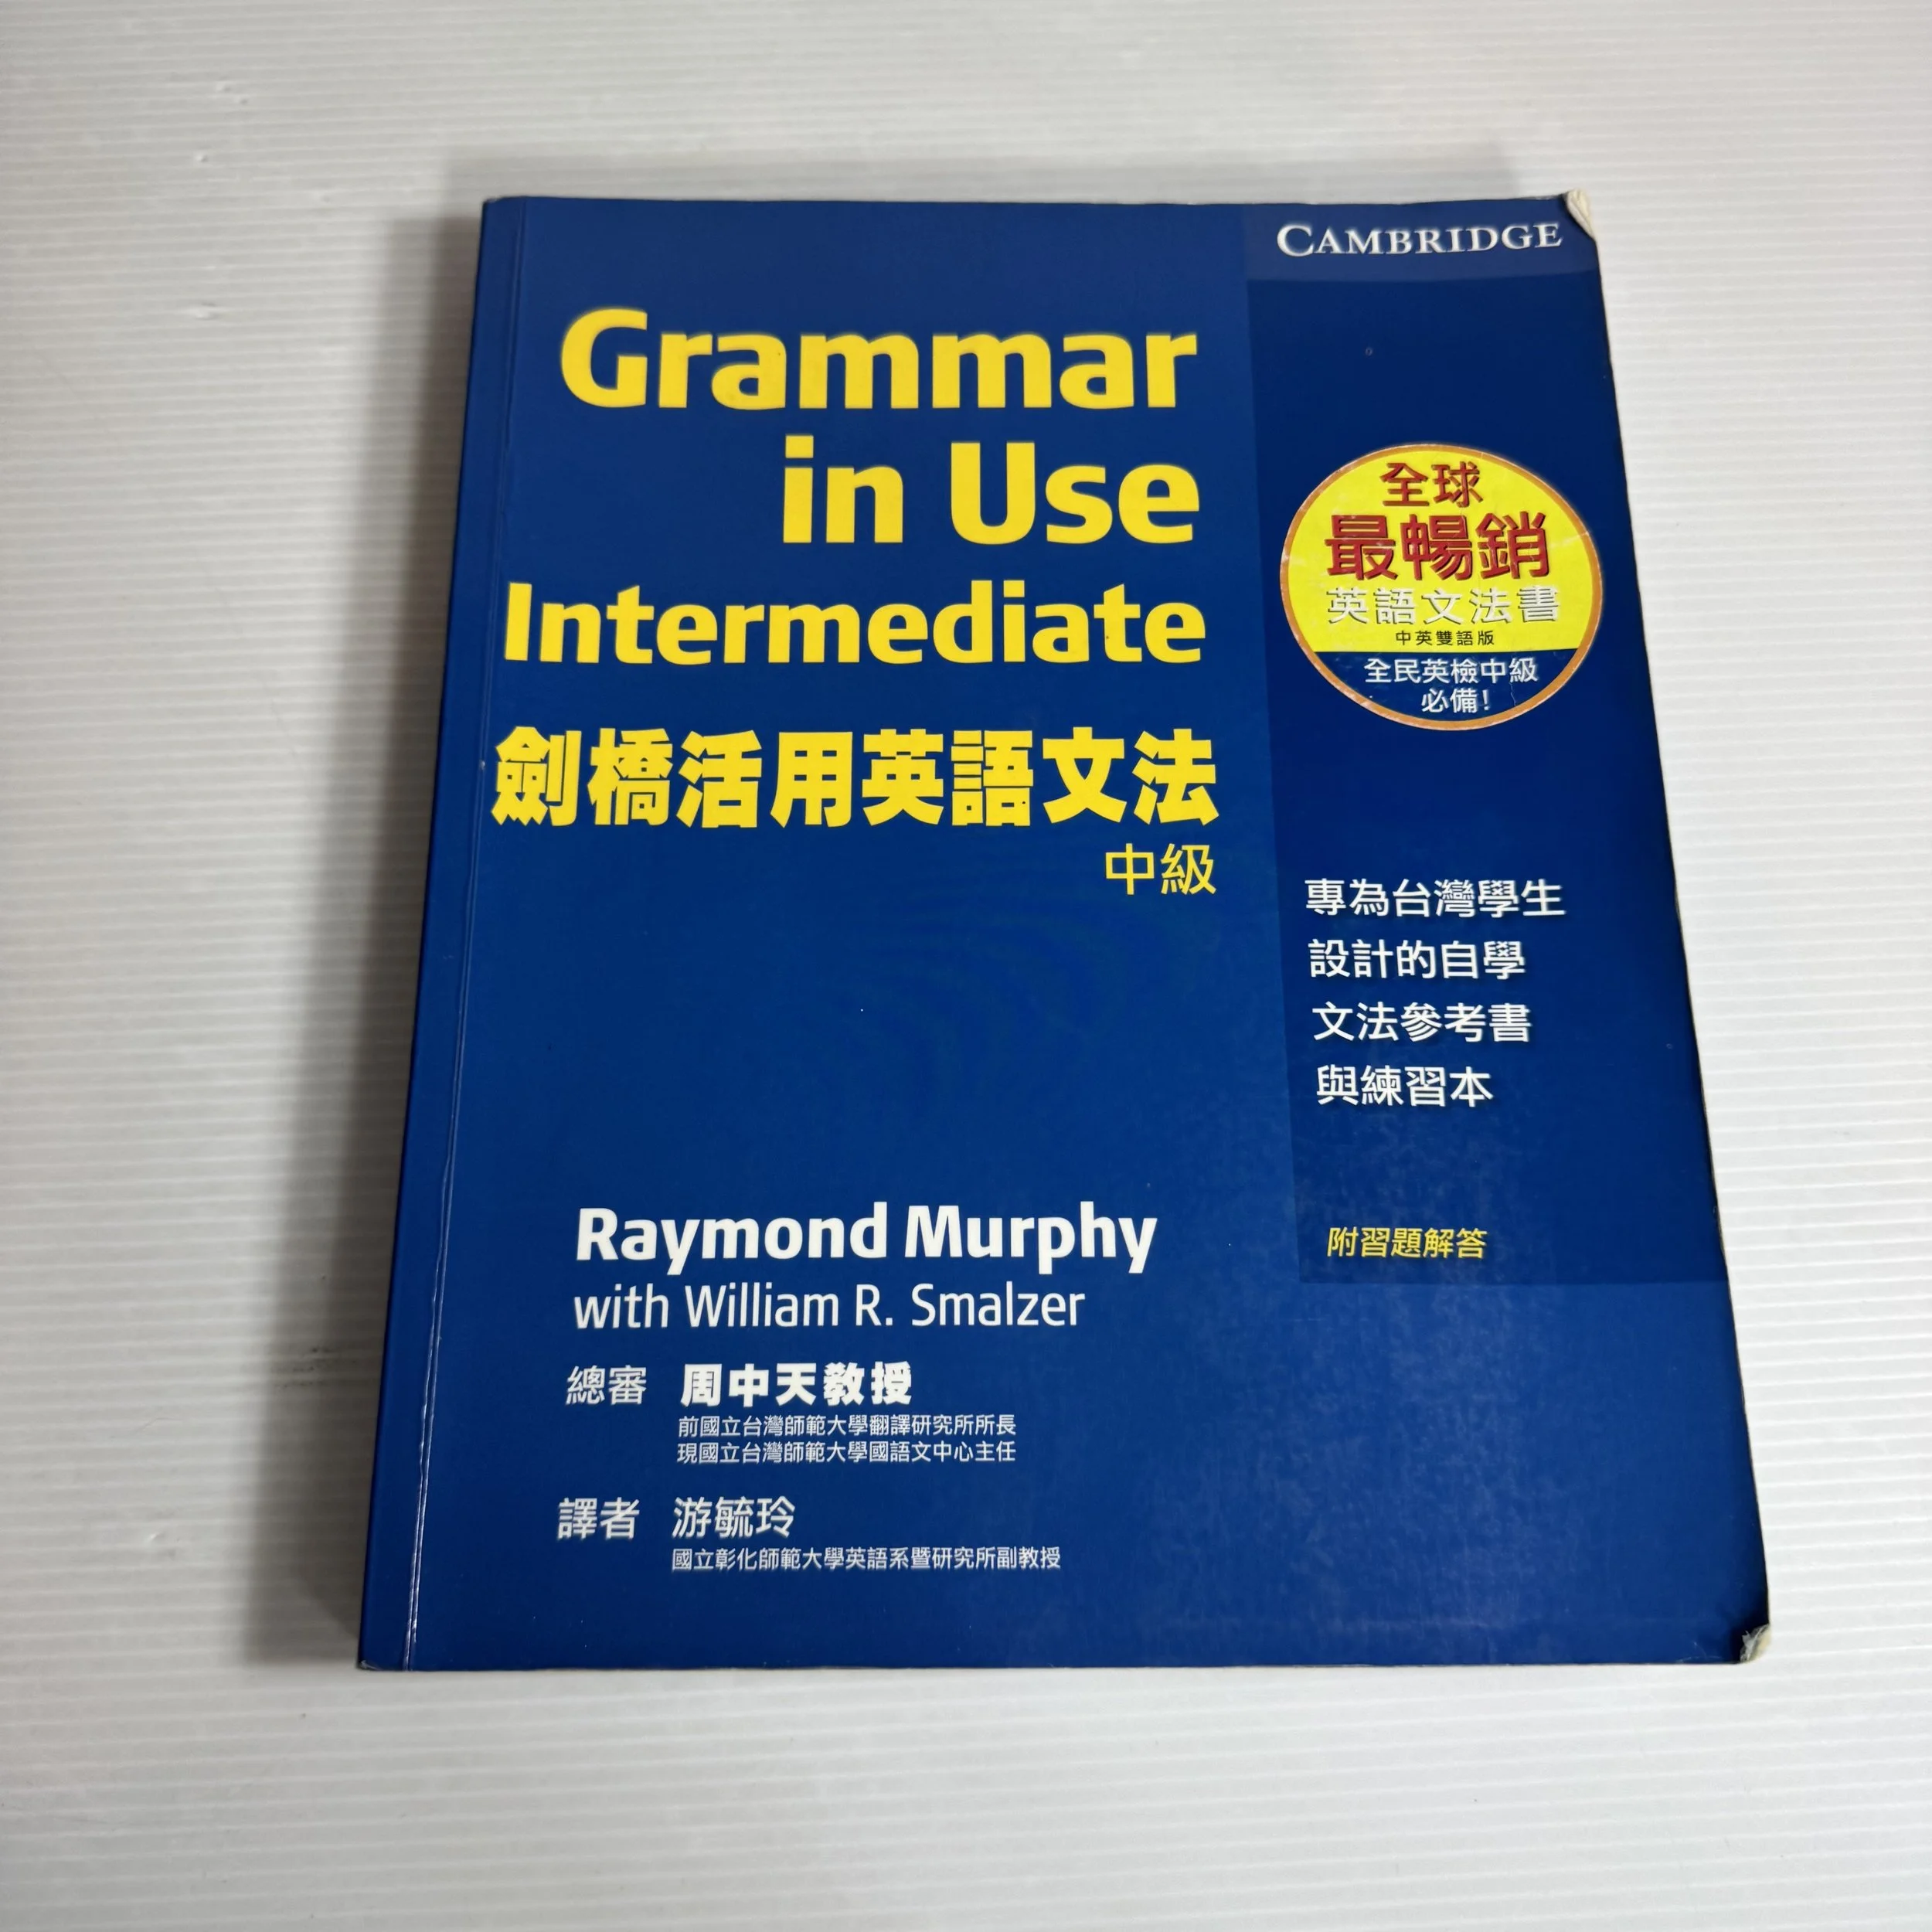 CAMBRIDGE
Grammar
in Use
Intermediate
劍橋活用英語文法
中級
全球
最暢銷
英語文法書
中英雙語版
全民英檢中級
必備!
專為台灣學生
設計的自學
文法參考書
與練習本
附習題解答
Raymond Murphy
with William R. Smalzer
總審 周中天教授
前國立台灣師範大學翻譯研究所所長
現國立台灣師範大學國語文中心主任
譯者 游毓玲
國立彰化師範大學英語系暨研究所副教授